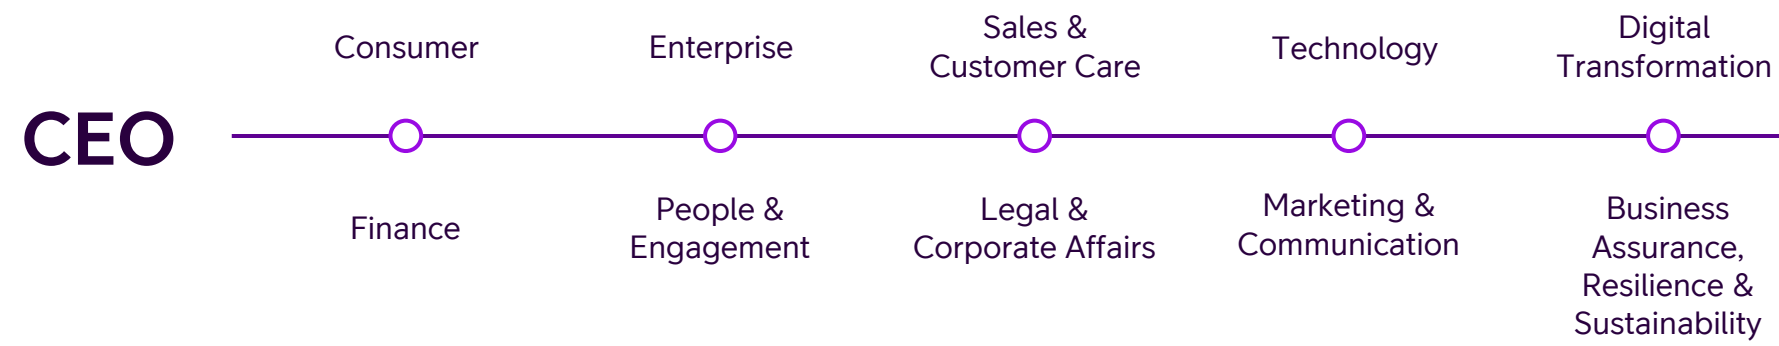 CEO
Consumer
Enterprise
Sales &
Customer Care
Technology
Digital
Transformation
Finance
People &
Engagement
Legal &
Corporate Affairs
Marketing &
Communication
Business
Assurance,
Resilience &
Sustainability